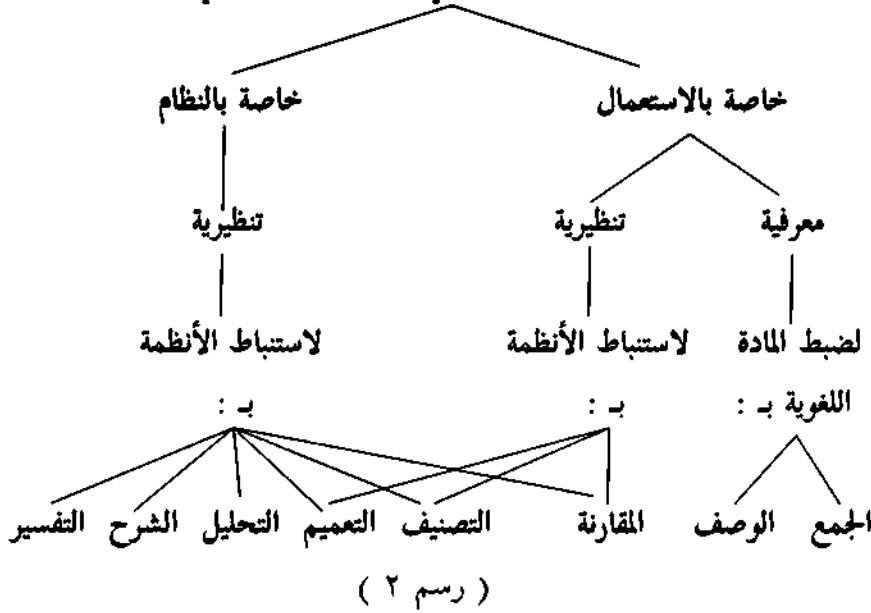 خاصة بالاستعمال خاصة بالنظام
معرفية تنظيرية تنظيرية
لضبط المادة لاستنباط الأنظمة لاستنباط الأنظمة
اللغوية بـ : بـ : بـ :
الجمع الوصف المقارنة التصنيف التعميم التحليل الشرح التفسير
( رسم ٢ )